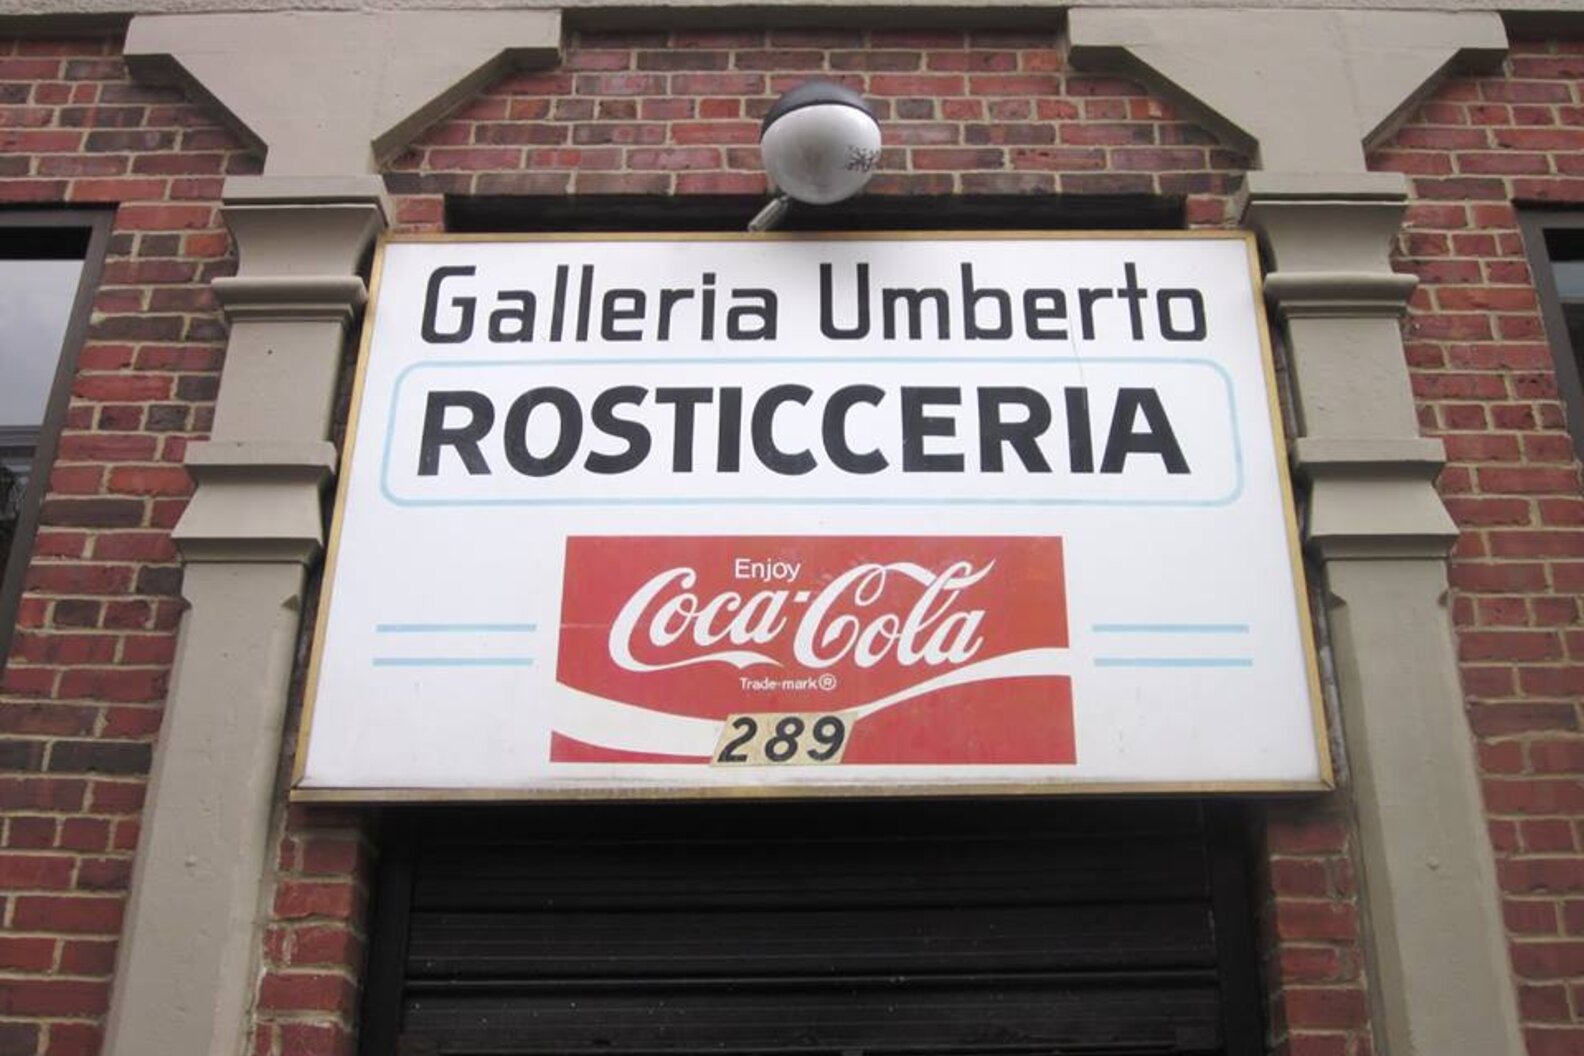 Galleria Umberto
ROSTICCERIA
Enjoy
Coca-Cola
Trade-mark®
289